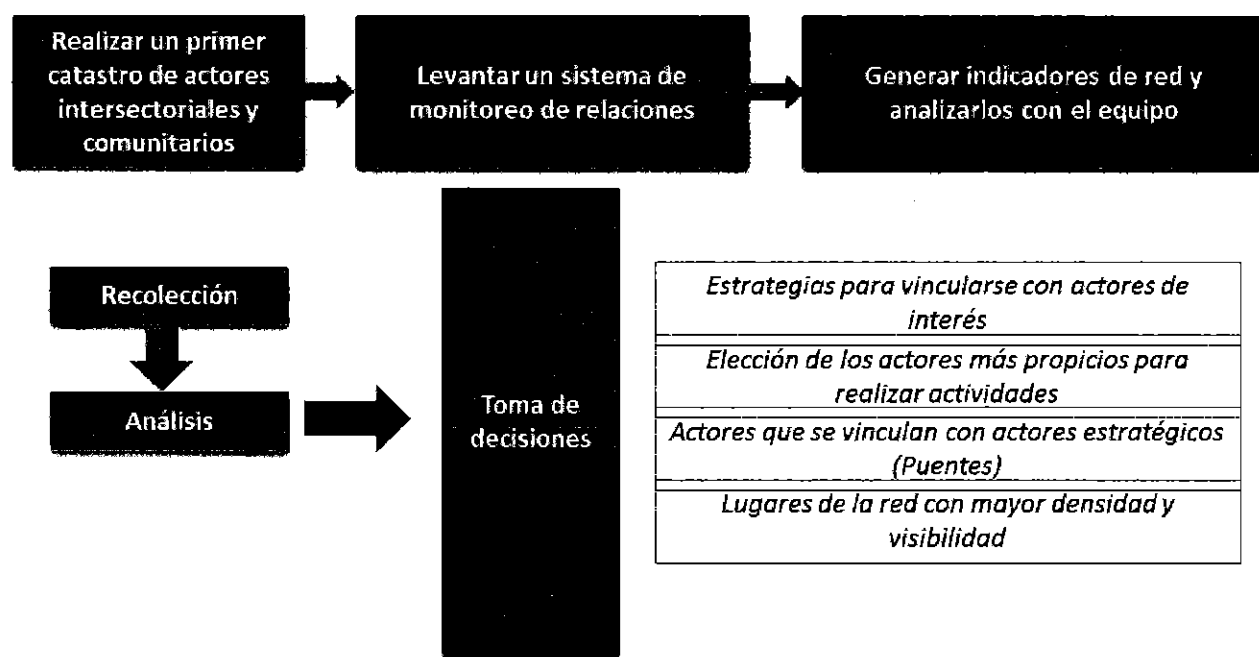 Realizar un primer
catastro de actores
intersectoriales y
comunitarios
Levantar un sistema de
monitoreo de relaciones
Generar indicadores de red y
analizarlos con el equipo
Recolección
Análisis
Toma de
decisiones
Estrategias para vincularse con actores de
interés
Elección de los actores más propicios para
realizar actividades
Actores que se vinculan con actores estratégicos
(Puentes)
Lugares de la red con mayor densidad y
visibilidad